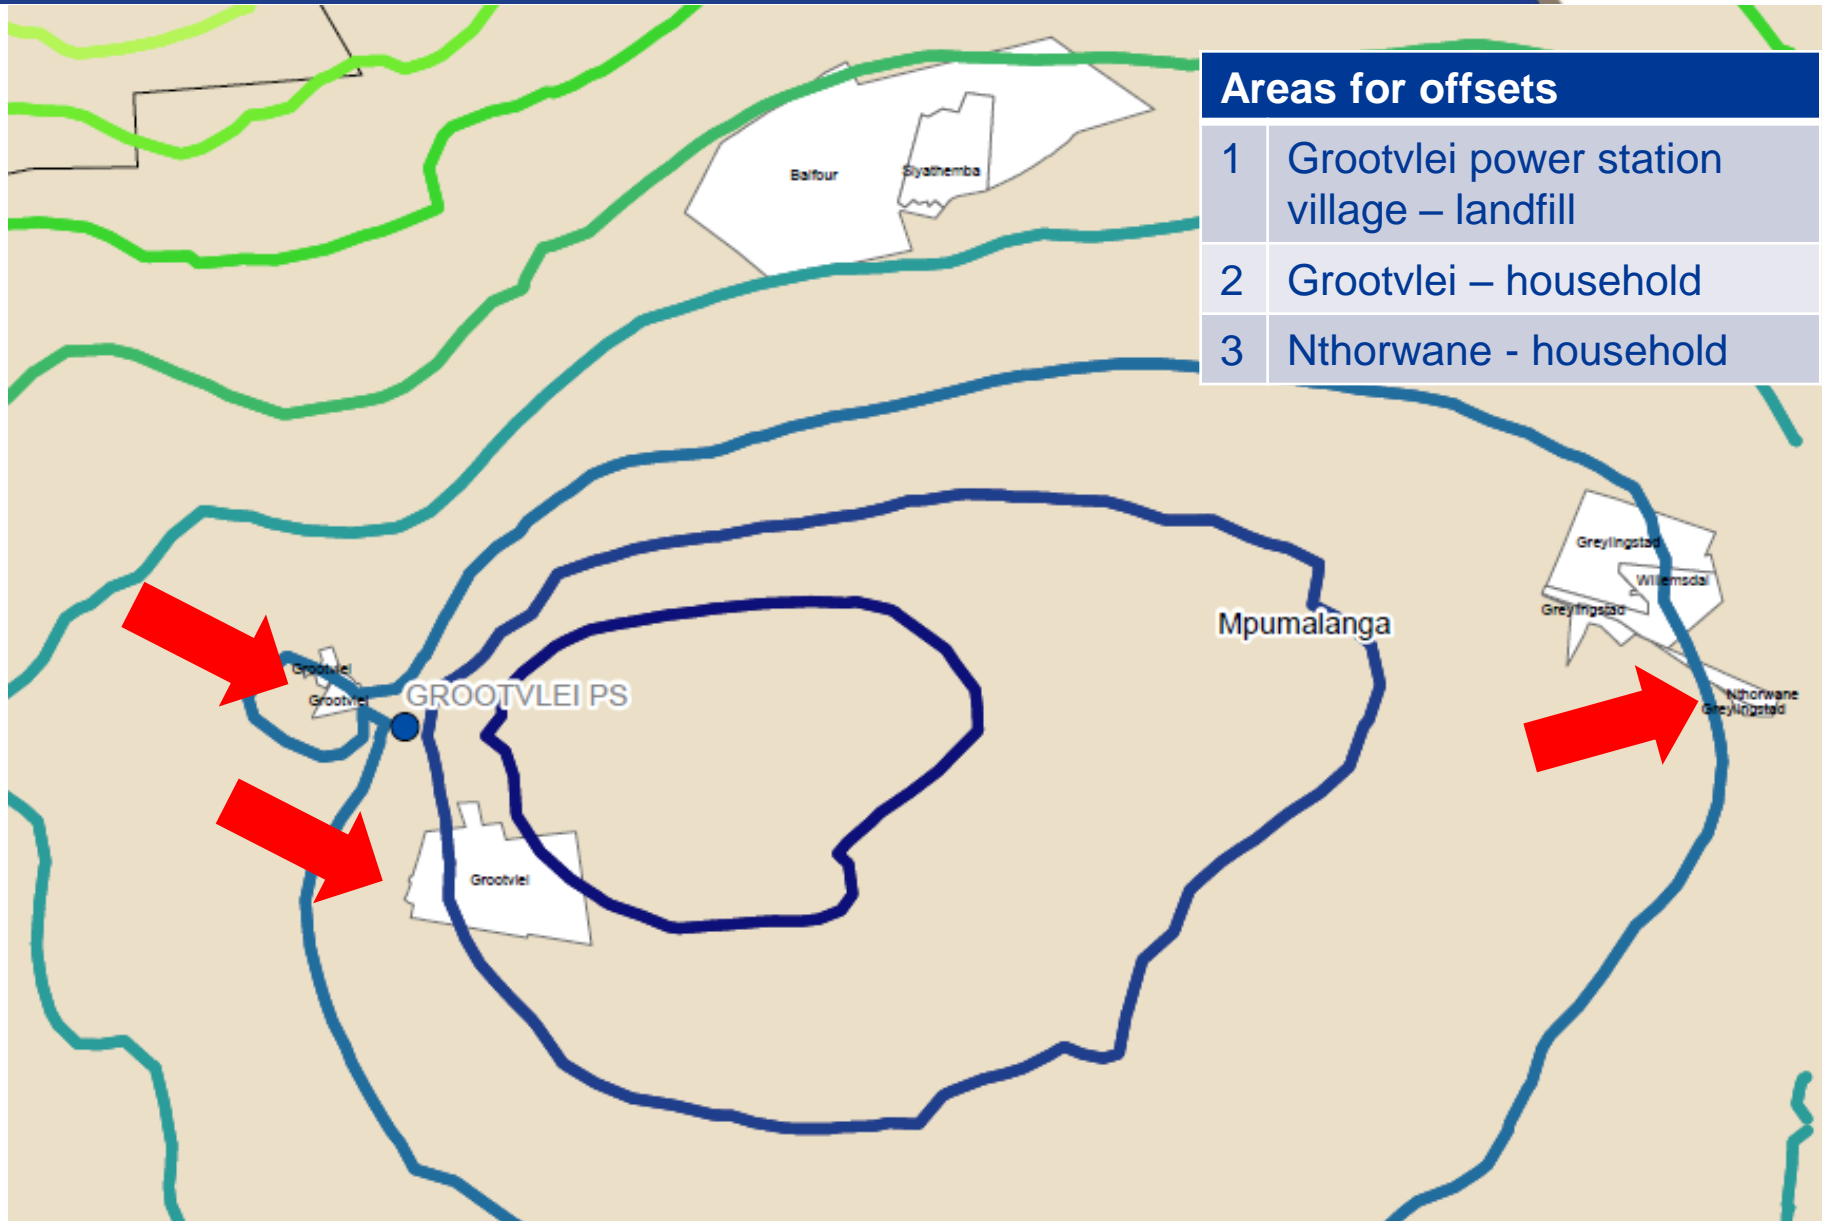 Areas for offsets
1 Grootvlei power station
village – landfill
2 Grootvlei – household
3 Nthorwane - household
Balfour
Siyathemba
Greylingstad
Willemsdal
Greylingstad
Mpumalanga
Grootvlei
Grootvlei
GROOTVLEI PS
Nthorwane
Greylingstad
Grootvlei